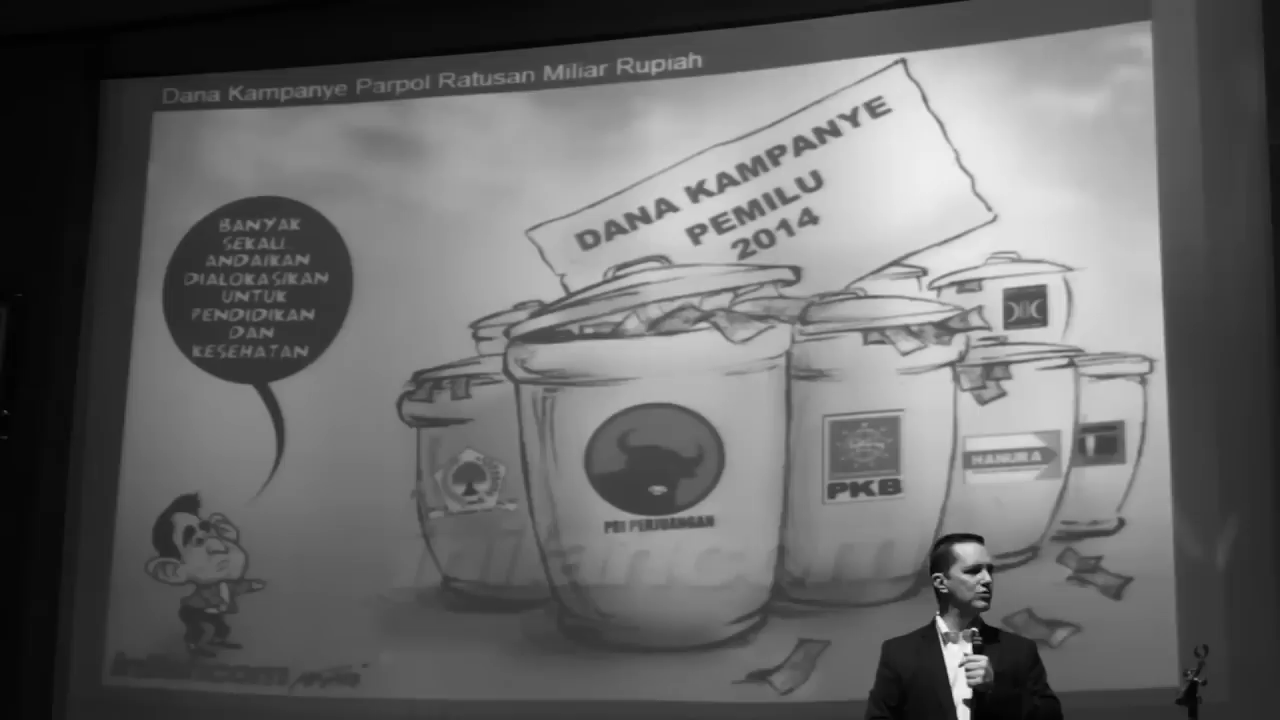 Dana Kampanye Parpol Ratusan Miliar Rupiah
DANA KAMPANYE
PEMILU
2014
BANYAK
SEKALI..
ANDAIKAN
DIALOKASIKAN
UNTUK
PENDIDIKAN
DAN
KESEHATAN
PDI PERJUANGAN
PKB
HANURA